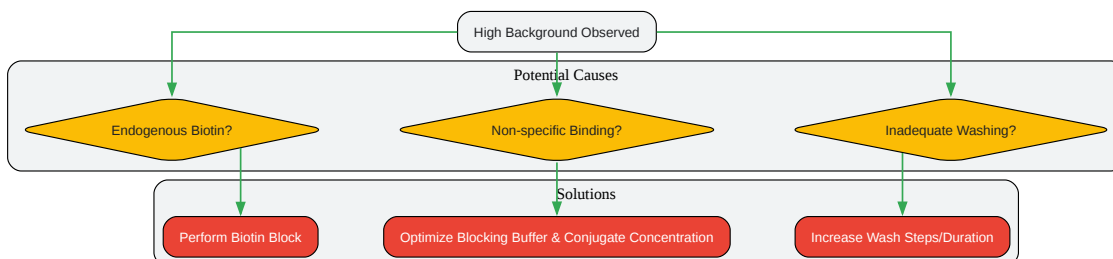 High Background Observed
Potential Causes
Endogenous Biotin?
Non-specific Binding?
Inadequate Washing?
Solutions
Perform Biotin Block
Optimize Blocking Buffer & Conjugate Concentration
Increase Wash Steps/Duration